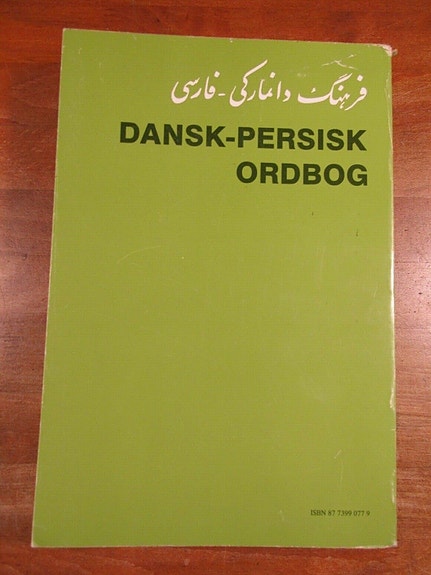 فرهنگ دانمارکی - فارسی
DANSK-PERSISK
ORDBOG
ISBN 87 7399 077 9